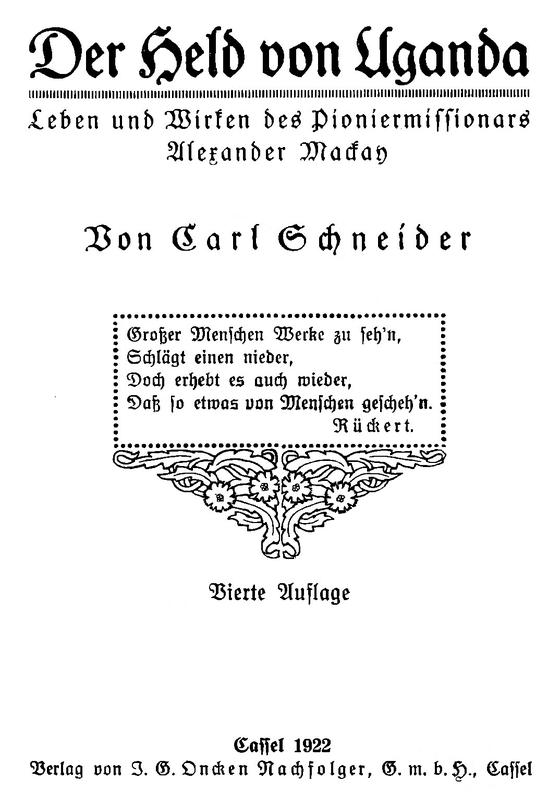 Der Held von Uganda
Leben und Wirken des Pioniermissionars
Alexander Mackay
Von Carl Schneider
Großer Menschen Werke zu seh'n,
Schlägt einen nieder,
Doch erhebt es auch wieder,
Daß so etwas von Menschen gescheh'n.
Rückert.
Vierte Auflage
Cassel 1922
Verlag von J. G. Oncken Nachfolger, G. m. b. H., Cassel